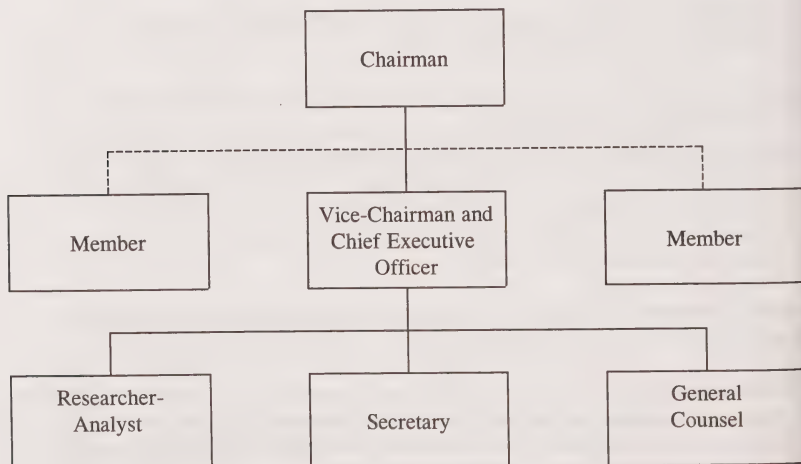 Chairman
Member
Vice-Chairman and
Chief Executive
Officer
Member
Researcher-
Analyst
Secretary
General
Counsel